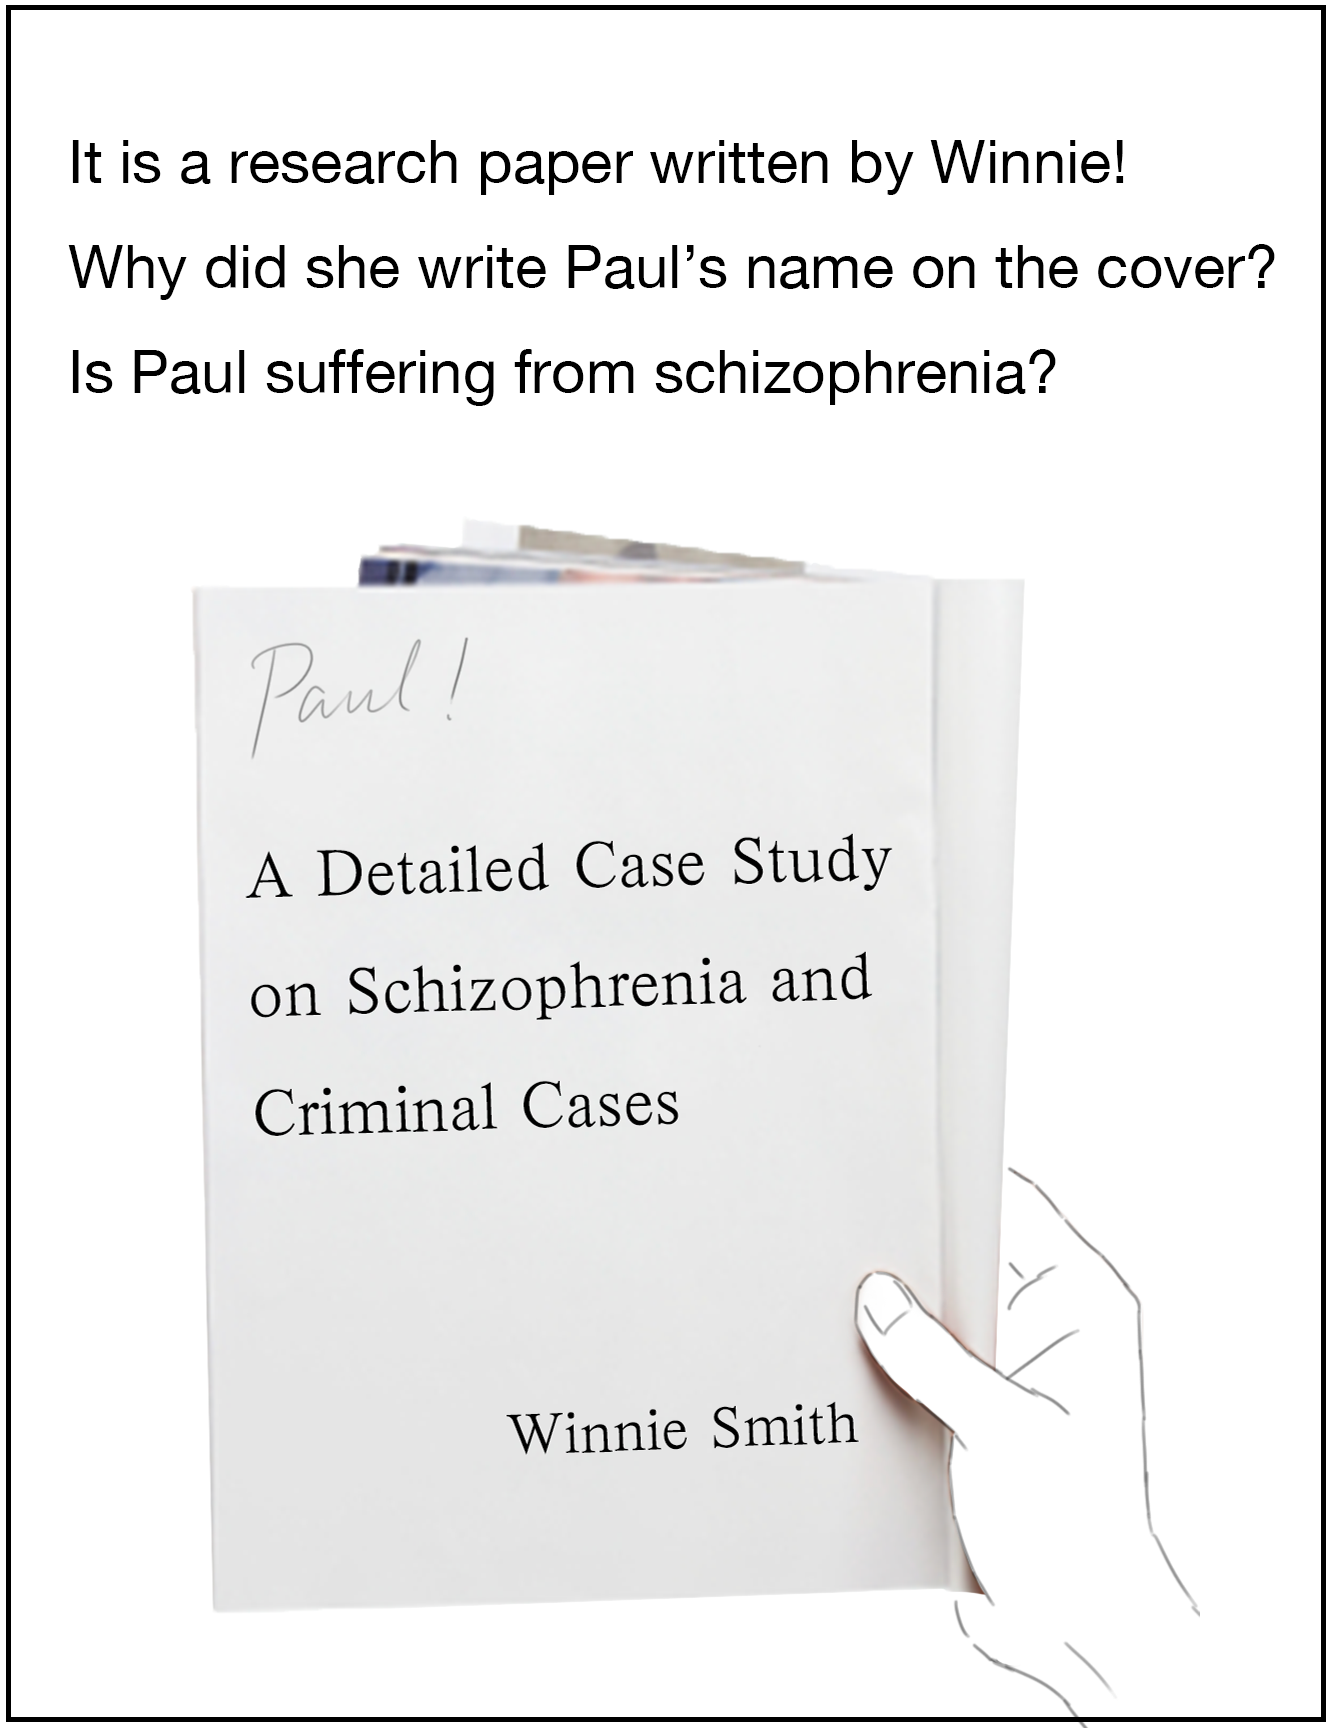 It is a research paper written by Winnie!
Why did she write Paul’s name on the cover?
Is Paul suffering from schizophrenia?
Paul!
A Detailed Case Study
on Schizophrenia and
Criminal Cases
Winnie Smith